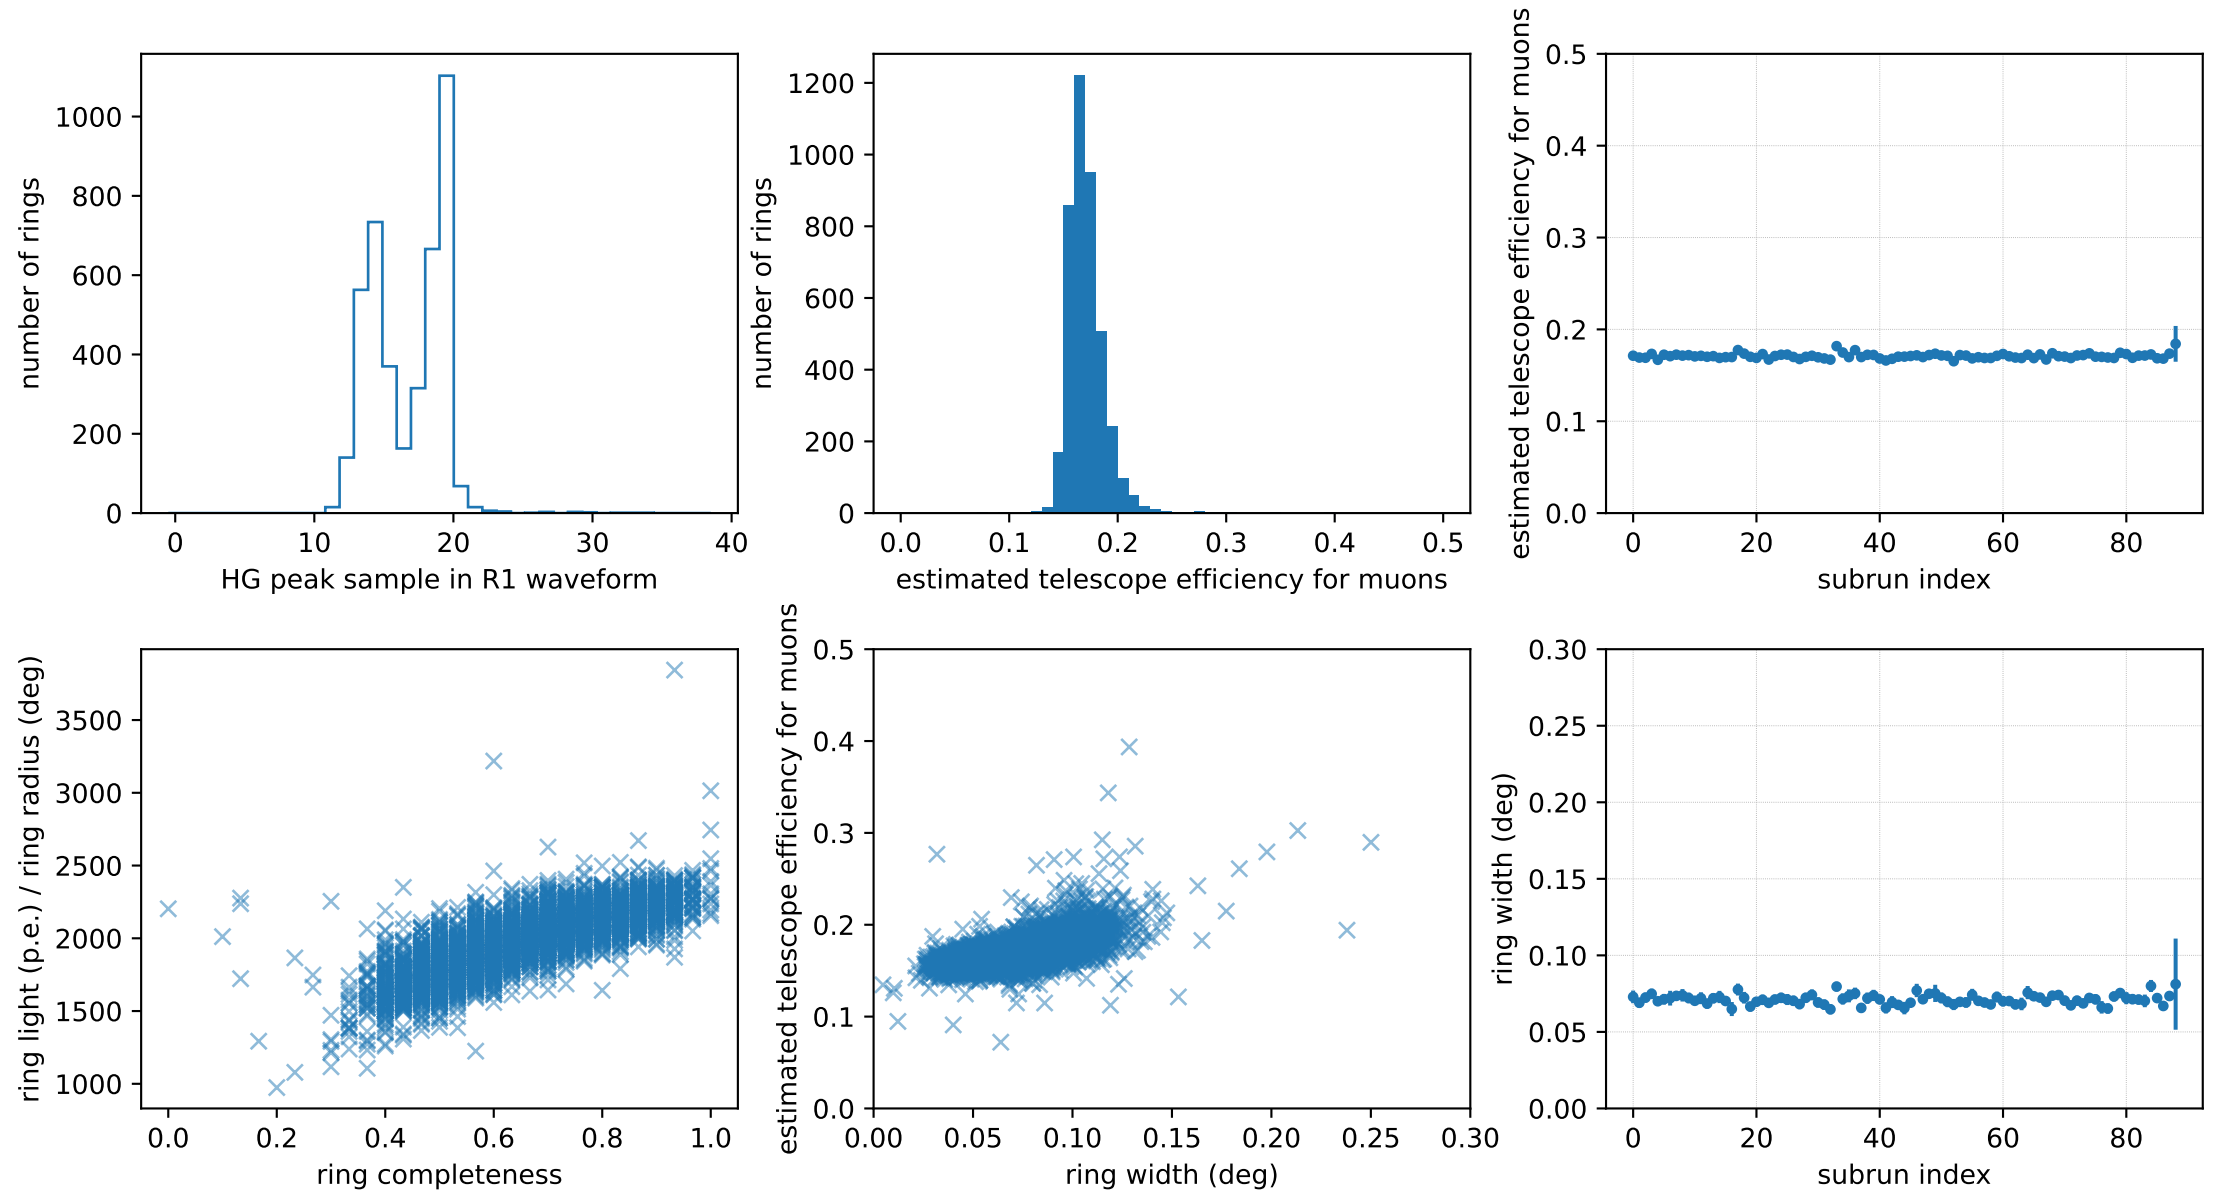 number of rings
1000
800
600
400
200
0
0 10 20 30 40
HG peak sample in R1 waveform
number of rings
1200
1000
800
600
400
200
0
0.0 0.1 0.2 0.3 0.4 0.5
estimated telescope efficiency for muons
estimated telescope efficiency for muons
0.5
0.4
0.3
0.2
0.1
0.0
0 20 40 60 80
subrun index
ring light (p.e.) / ring radius (deg)
3500
3000
2500
2000
1500
1000
0.0 0.2 0.4 0.6 0.8 1.0
ring completeness
estimated telescope efficiency for muons
0.5
0.4
0.3
0.2
0.1
0.0
0.00 0.05 0.10 0.15 0.20 0.25 0.30
ring width (deg)
ring width (deg)
0.30
0.25
0.20
0.15
0.10
0.05
0.00
0 20 40 60 80
subrun index